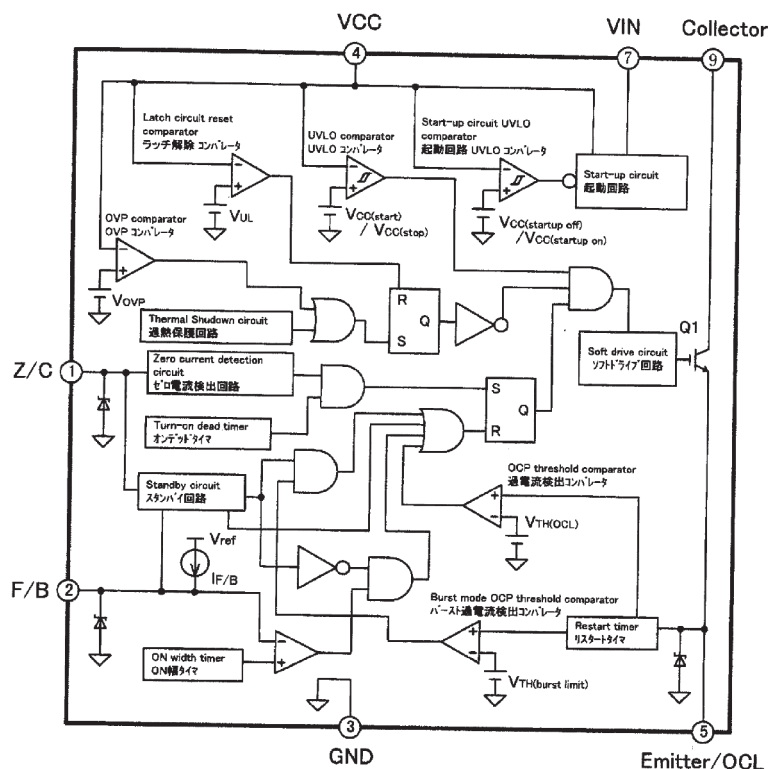 VCC
VIN
Collector
4
7
9
Latch circuit reset
comparator
ラッチ解除 コンパレータ
UVLO comparator
UVLO コンパレータ
Start-up circuit UVLO
comparator
起動回路 UVLO コンパレータ
Start-up circuit
起動回路
VUL
VCC(start)
/ VCC(stop)
VCC(startup off)
/VCC(startup on)
OVP comparator
OVP コンパレータ
VOVP
Thermal Shudown circuit
過熱保護回路
R
S
Q
Q1
Soft drive circuit
ソフトドライブ回路
Z/C
1
Zero current detection
circuit
ゼロ電流検出回路
Turn-on dead timer
オンデッドタイマ
S
R
Q
Standby circuit
スタンバイ回路
OCP threshold comparator
過電流検出コンパレータ
VTH(OCL)
Vref
IF/B
F/B
2
Burst mode OCP threshold comparator
バースト過電流検出コンパレータ
Restart timer
リスタートタイマ
ON width timer
ON幅タイマ
VTH(burst limit)
3
GND
5
Emitter/OCL